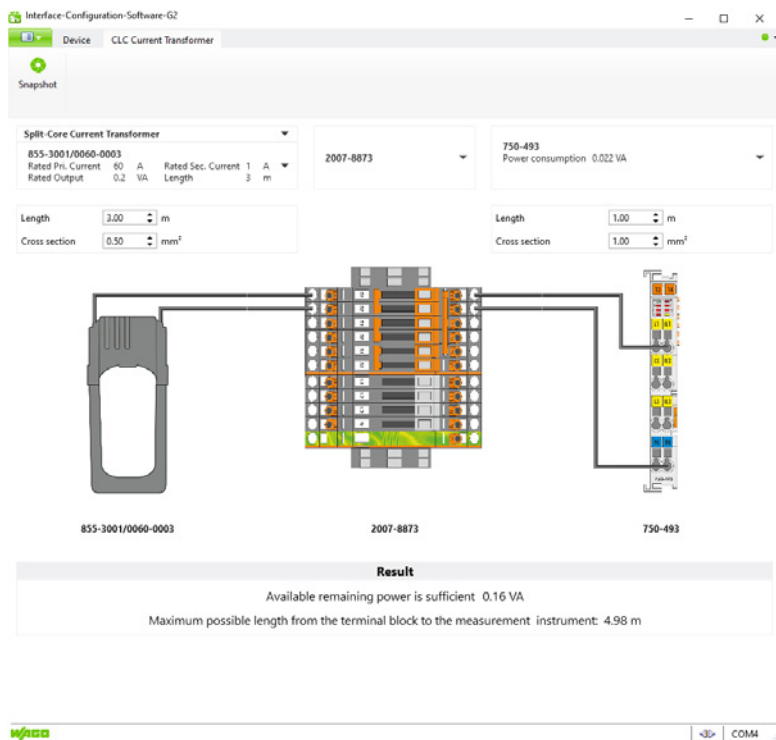 Interface-Configuration-Software-G2
Device CLC Current Transformer
Snapshot
Split-Core Current Transformer
855-3001/0060-0003
Rated Pri. Current 60 A Rated Sec. Current 1 A
Rated Output 0.2 VA Length 3 m
2007-8873
750-493
Power consumption 0.022 VA
Length 3.00 m
Cross section 0.50 mm²
Length 1.00 m
Cross section 1.00 mm²
750-493
855-3001/0060-0003
2007-8873
750-493
Result
Available remaining power is sufficient 0.16 VA
Maximum possible length from the terminal block to the measurement instrument: 4.98 m
WAGO
COM4